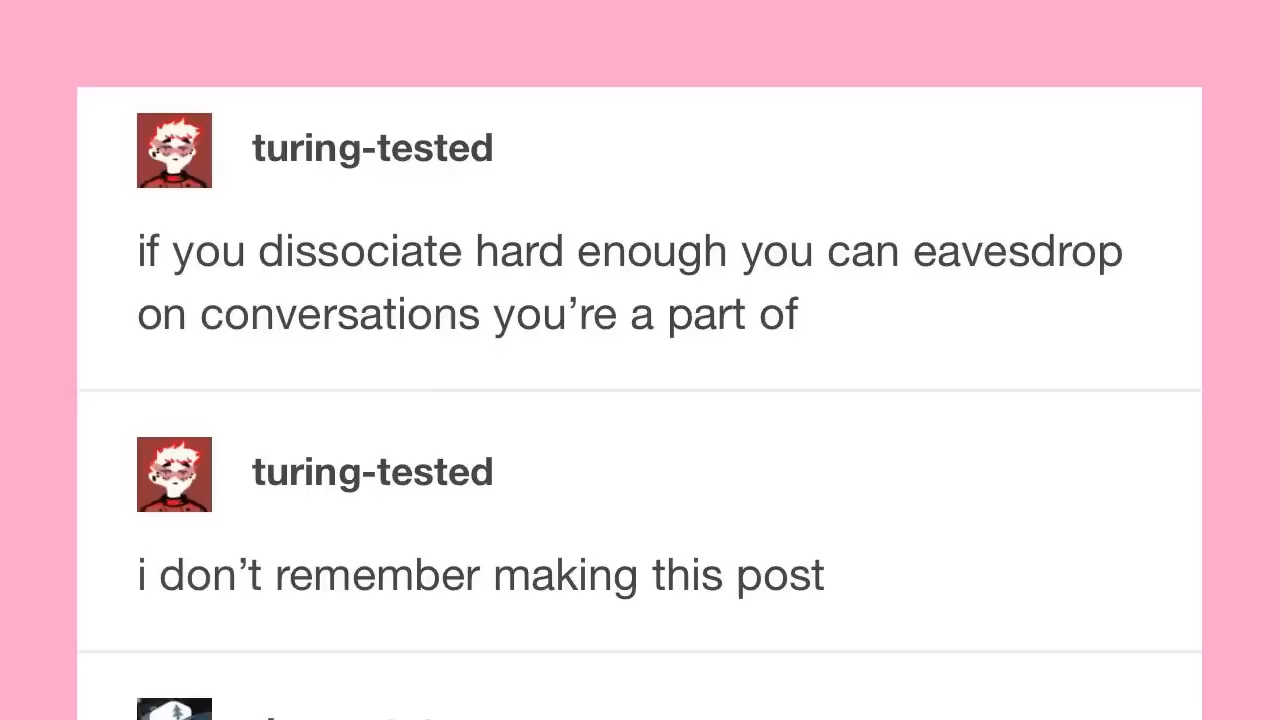 turing-tested
if you dissociate hard enough you can eavesdrop
on conversations you’re a part of
turing-tested
i don’t remember making this post